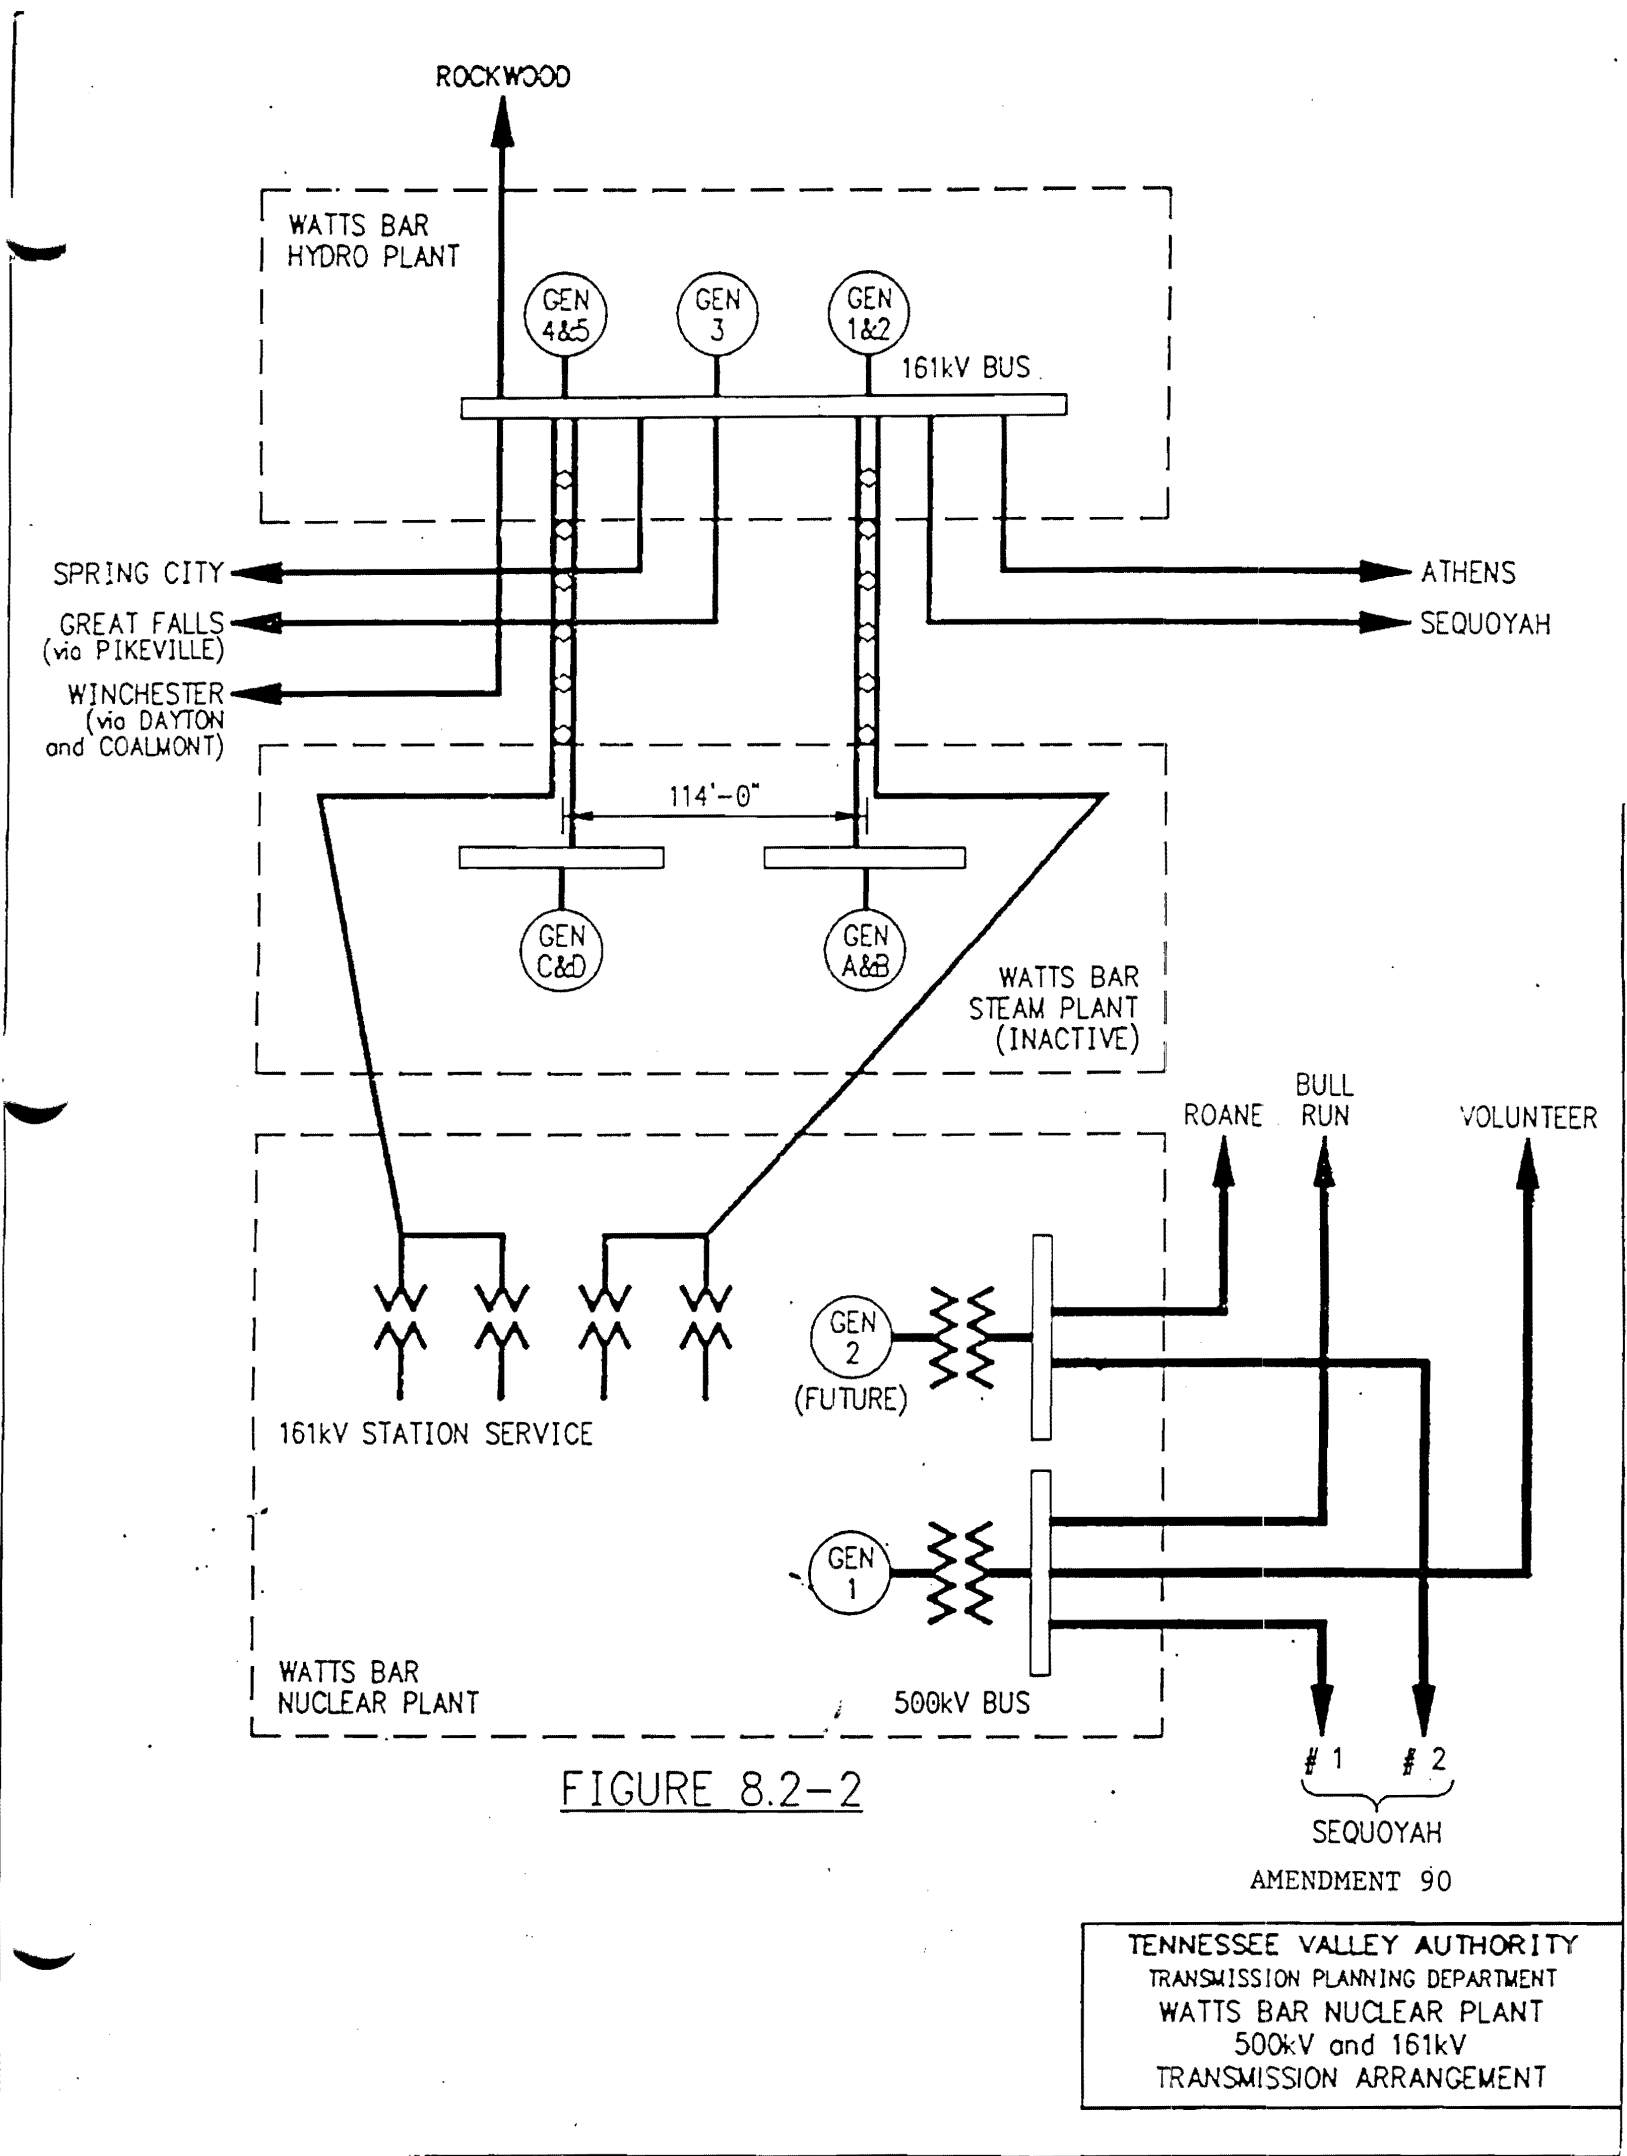 ROCKWOOD
WATTS BAR
HYDRO PLANT
GEN
4&5
GEN
3
GEN
1&2
161kV BUS
SPRING CITY
GREAT FALLS
(via PIKEVILLE)
WINCHESTER
(via DAYTON
and COALMONT)
ATHENS
SEQUOYAH
114'-0"
GEN
C&D
GEN
A&B
WATTS BAR
STEAM PLANT
(INACTIVE)
ROANE
BULL
RUN
VOLUNTEER
GEN
2
(FUTURE)
161kV STATION SERVICE
GEN
1
WATTS BAR
NUCLEAR PLANT
500kV BUS
# 1
# 2
SEQUOYAH
FIGURE 8.2-2
AMENDMENT 90
TENNESSEE VALLEY AUTHORITY
TRANSMISSION PLANNING DEPARTMENT
WATTS BAR NUCLEAR PLANT
500kV and 161kV
TRANSMISSION ARRANGEMENT